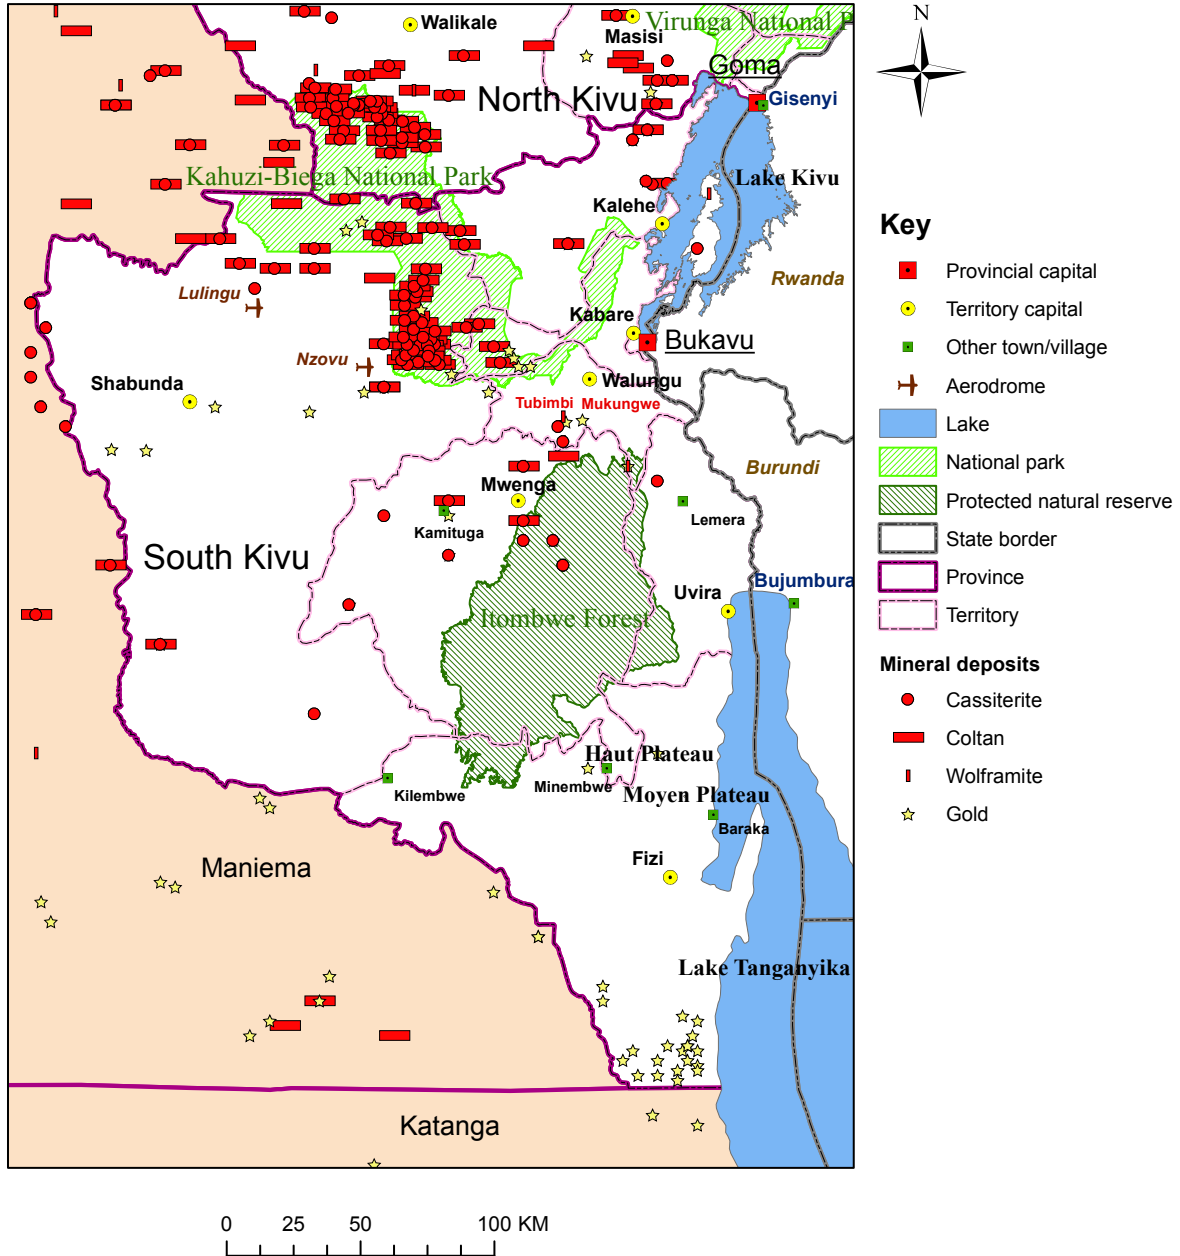 N
Walikale
Masisi
Virunga National P
Goma
Gisenyi
North Kivu
Kahuzi-Biega National Park
Lake Kivu
Kalehe
Rwanda
Lulingu
Kabare
Bukavu
Nzovu
Shabunda
Walungu
Tubimbi
Mukungwe
Burundi
Mwenga
Lemera
Kamituga
South Kivu
Bujumbura
Uvira
Itombwe Forest
Haut Plateau
Minembwe
Kilembwe
Moyen Plateau
Baraka
Maniema
Fizi
Lake Tanganyika
Katanga
Key
Provincial capital
Territory capital
Other town/village
Aerodrome
Lake
National park
Protected natural reserve
State border
Province
Territory
Mineral deposits
Cassiterite
Coltan
Wolframite
Gold
0 25 50 100 KM